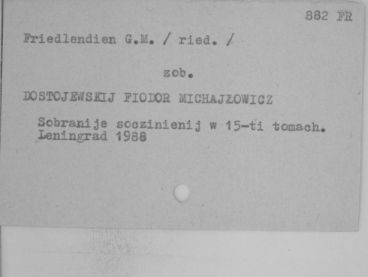 882 FR
Friedlendien G.M. / ried. /
zob.
DOSTOJEWSKIJ FIODOR MICHAJŁOWICZ
Sobranije soczinienij w 15-ti tomach.
Leningrad 1988